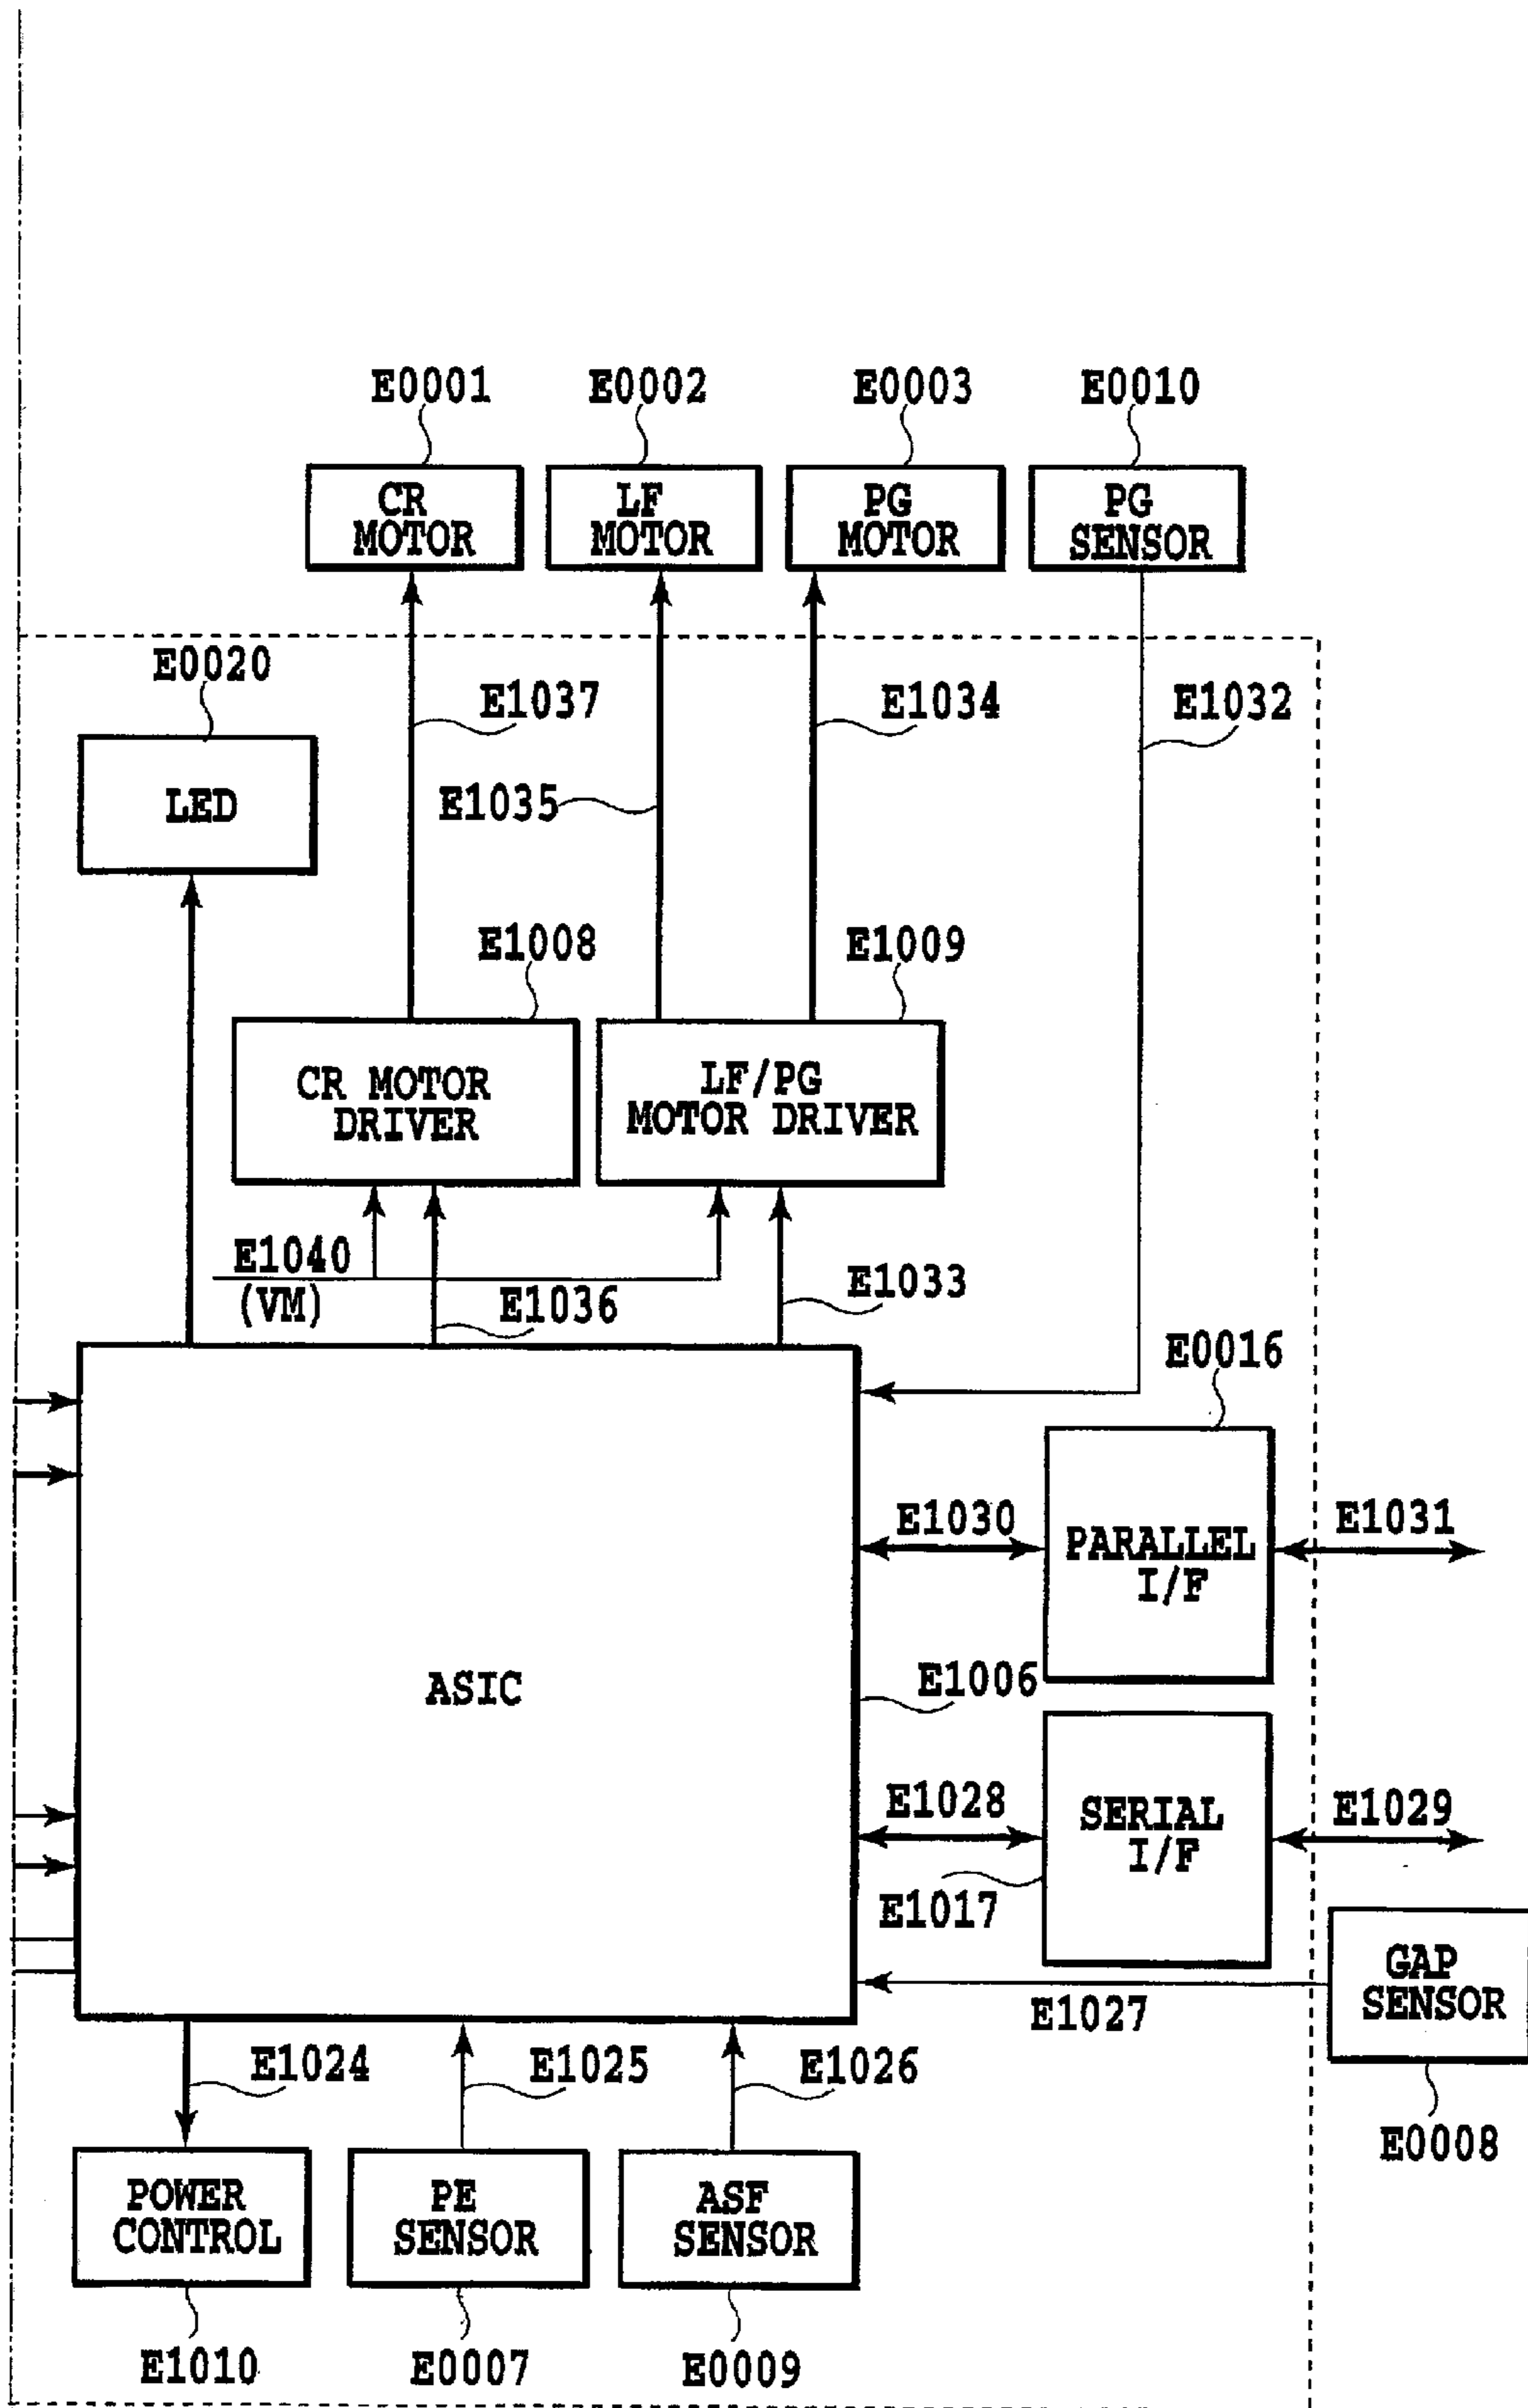 E0001 E0002 E0003 E0010
CR
MOTOR
LF
MOTOR
PG
MOTOR
PG
SENSOR
E0020
LED
E1037
E1034
E1032
E1035
E1008
E1009
CR MOTOR
DRIVER
LF/PG
MOTOR DRIVER
E1040
(VM)
E1036
E1033
E0016
E1030
PARALLEL
I/F
E1031
ASIC
E1006
E1028
SERIAL
I/F
E1029
E1017
GAP
SENSOR
E1027
E0008
E1024
E1025
E1026
POWER
CONTROL
PE
SENSOR
ASF
SENSOR
E1010
E0007
E0009